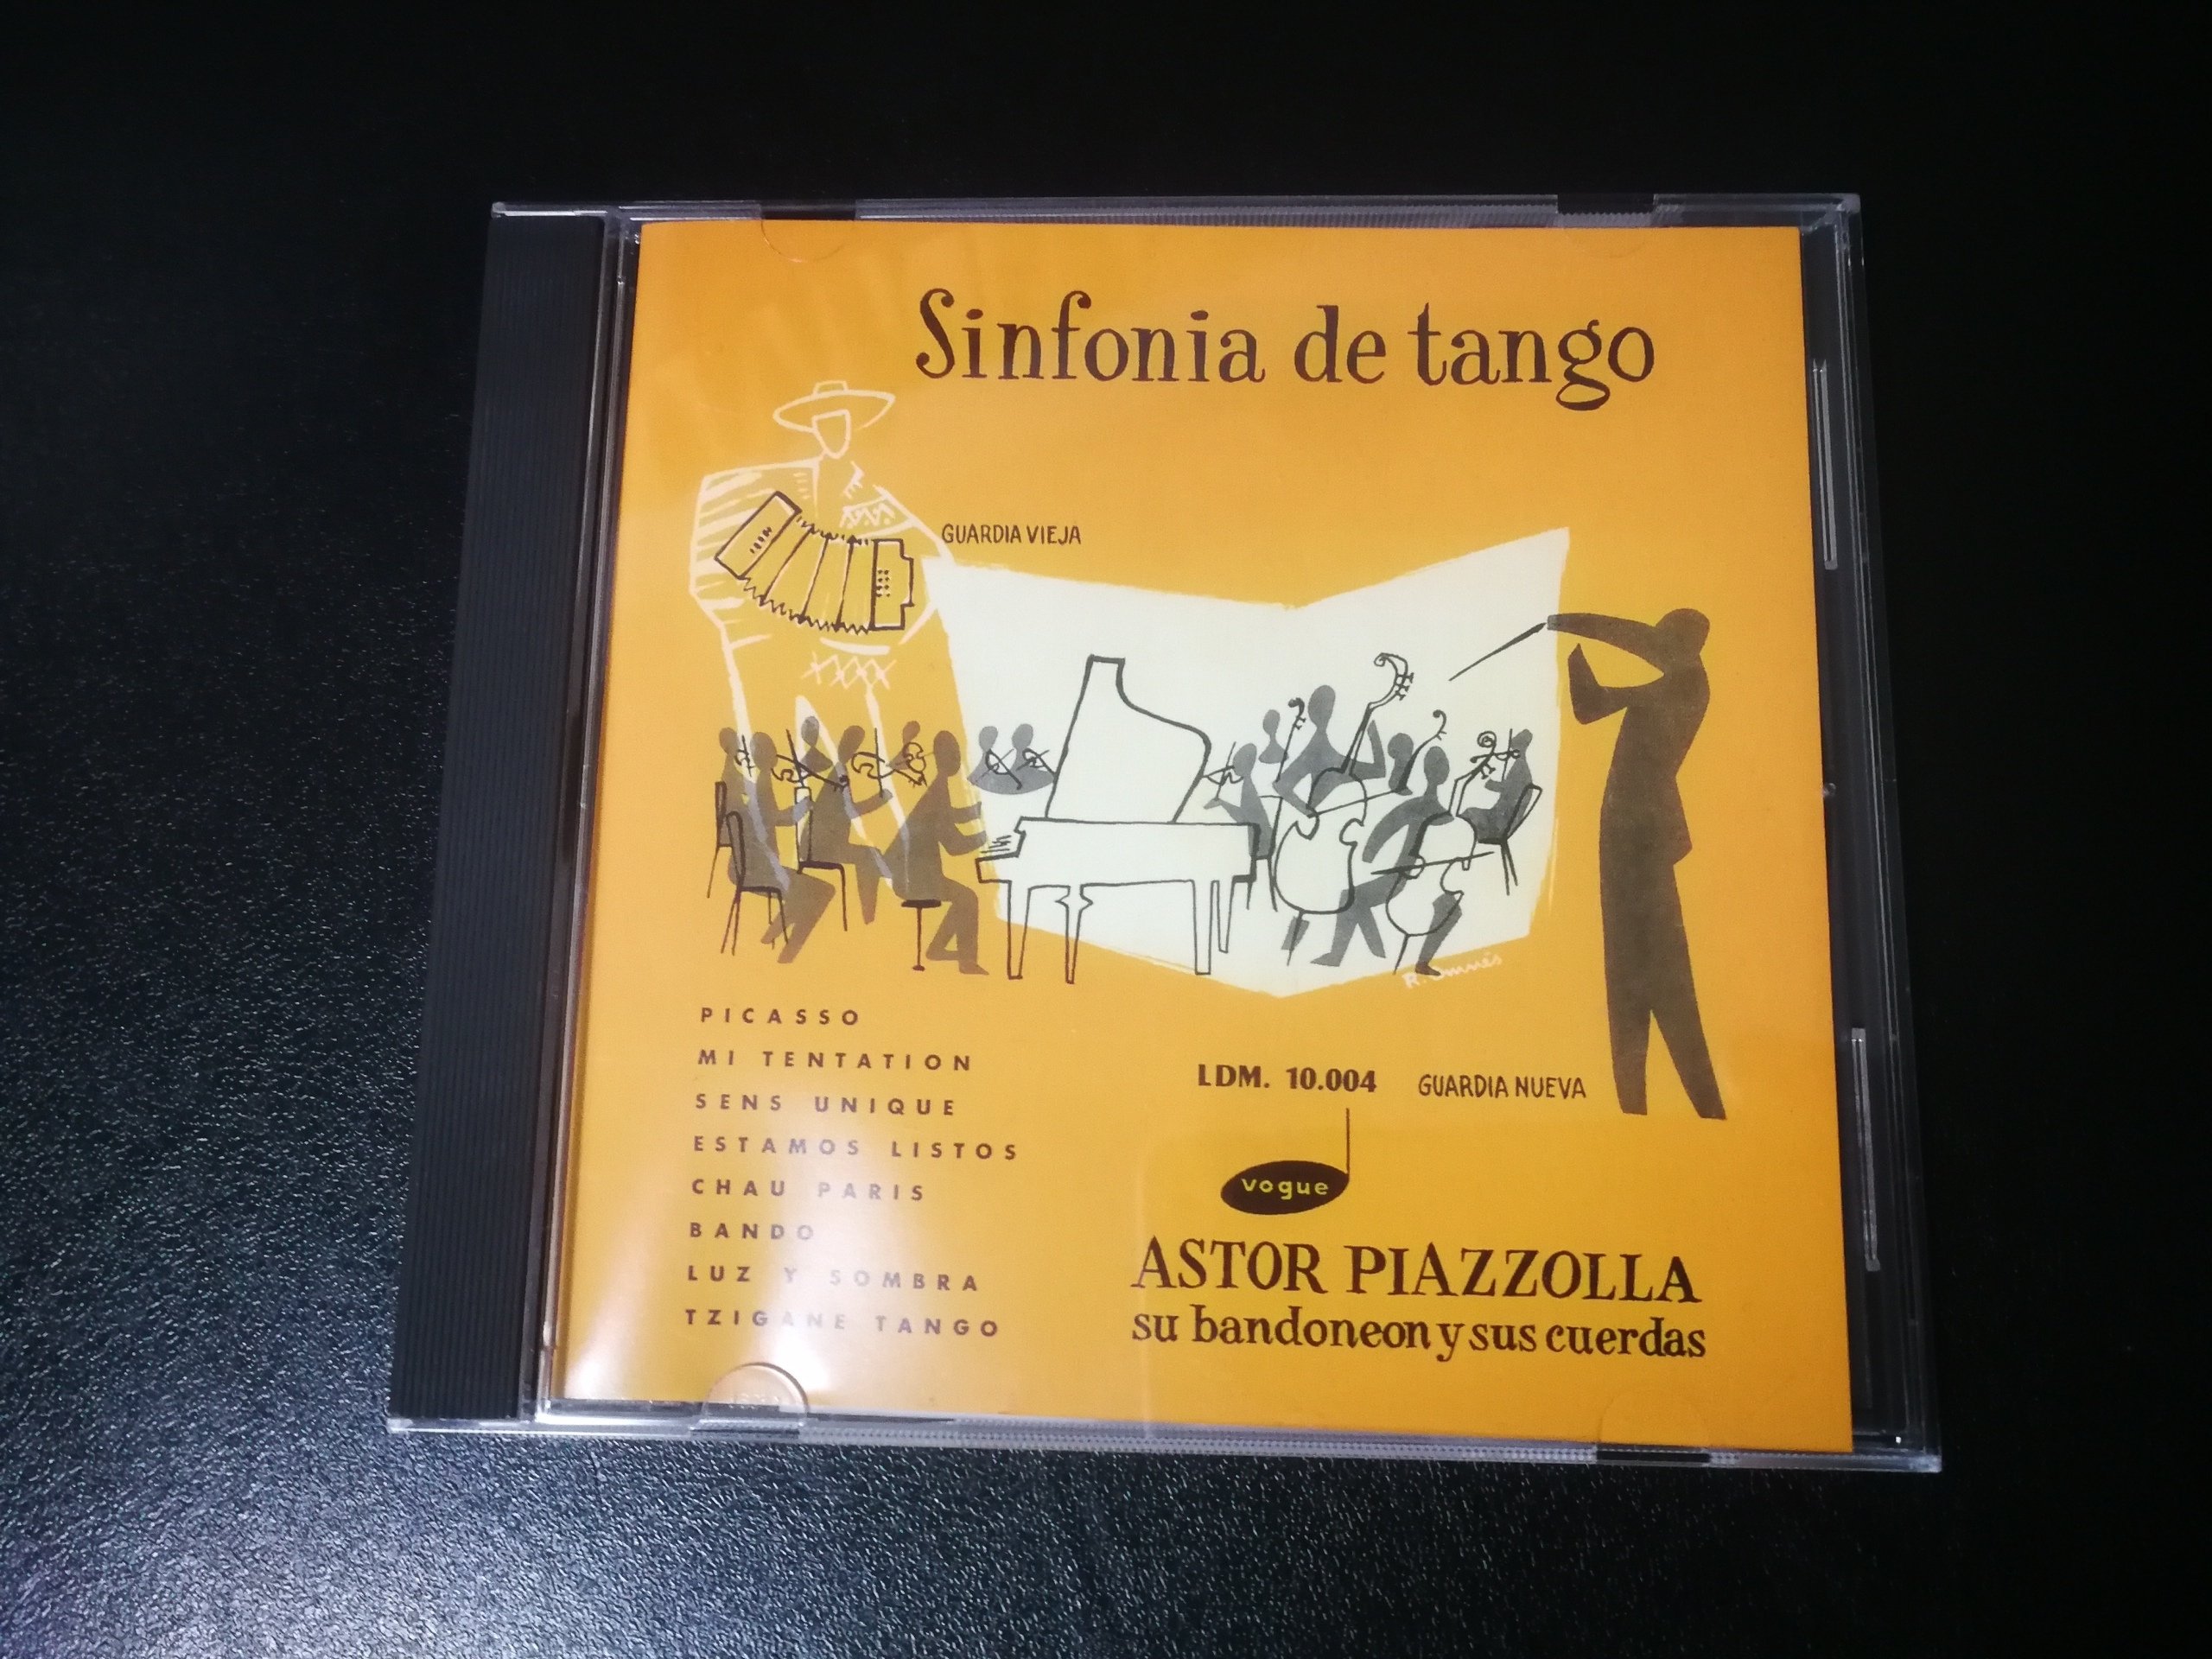 Sinfonia de tango
GUARDIA VIEJA
PICASSO
MI TENTATION
SENS UNIQUE
ESTAMOS LISTOS
CHAU PARIS
BANDO
LUZ Y SOMBRA
TZIGANE TANGO
LDM. 10.004
GUARDIA NUEVA
vogue
ASTOR PIAZZOLLA
su bandoneon y sus cuerdas